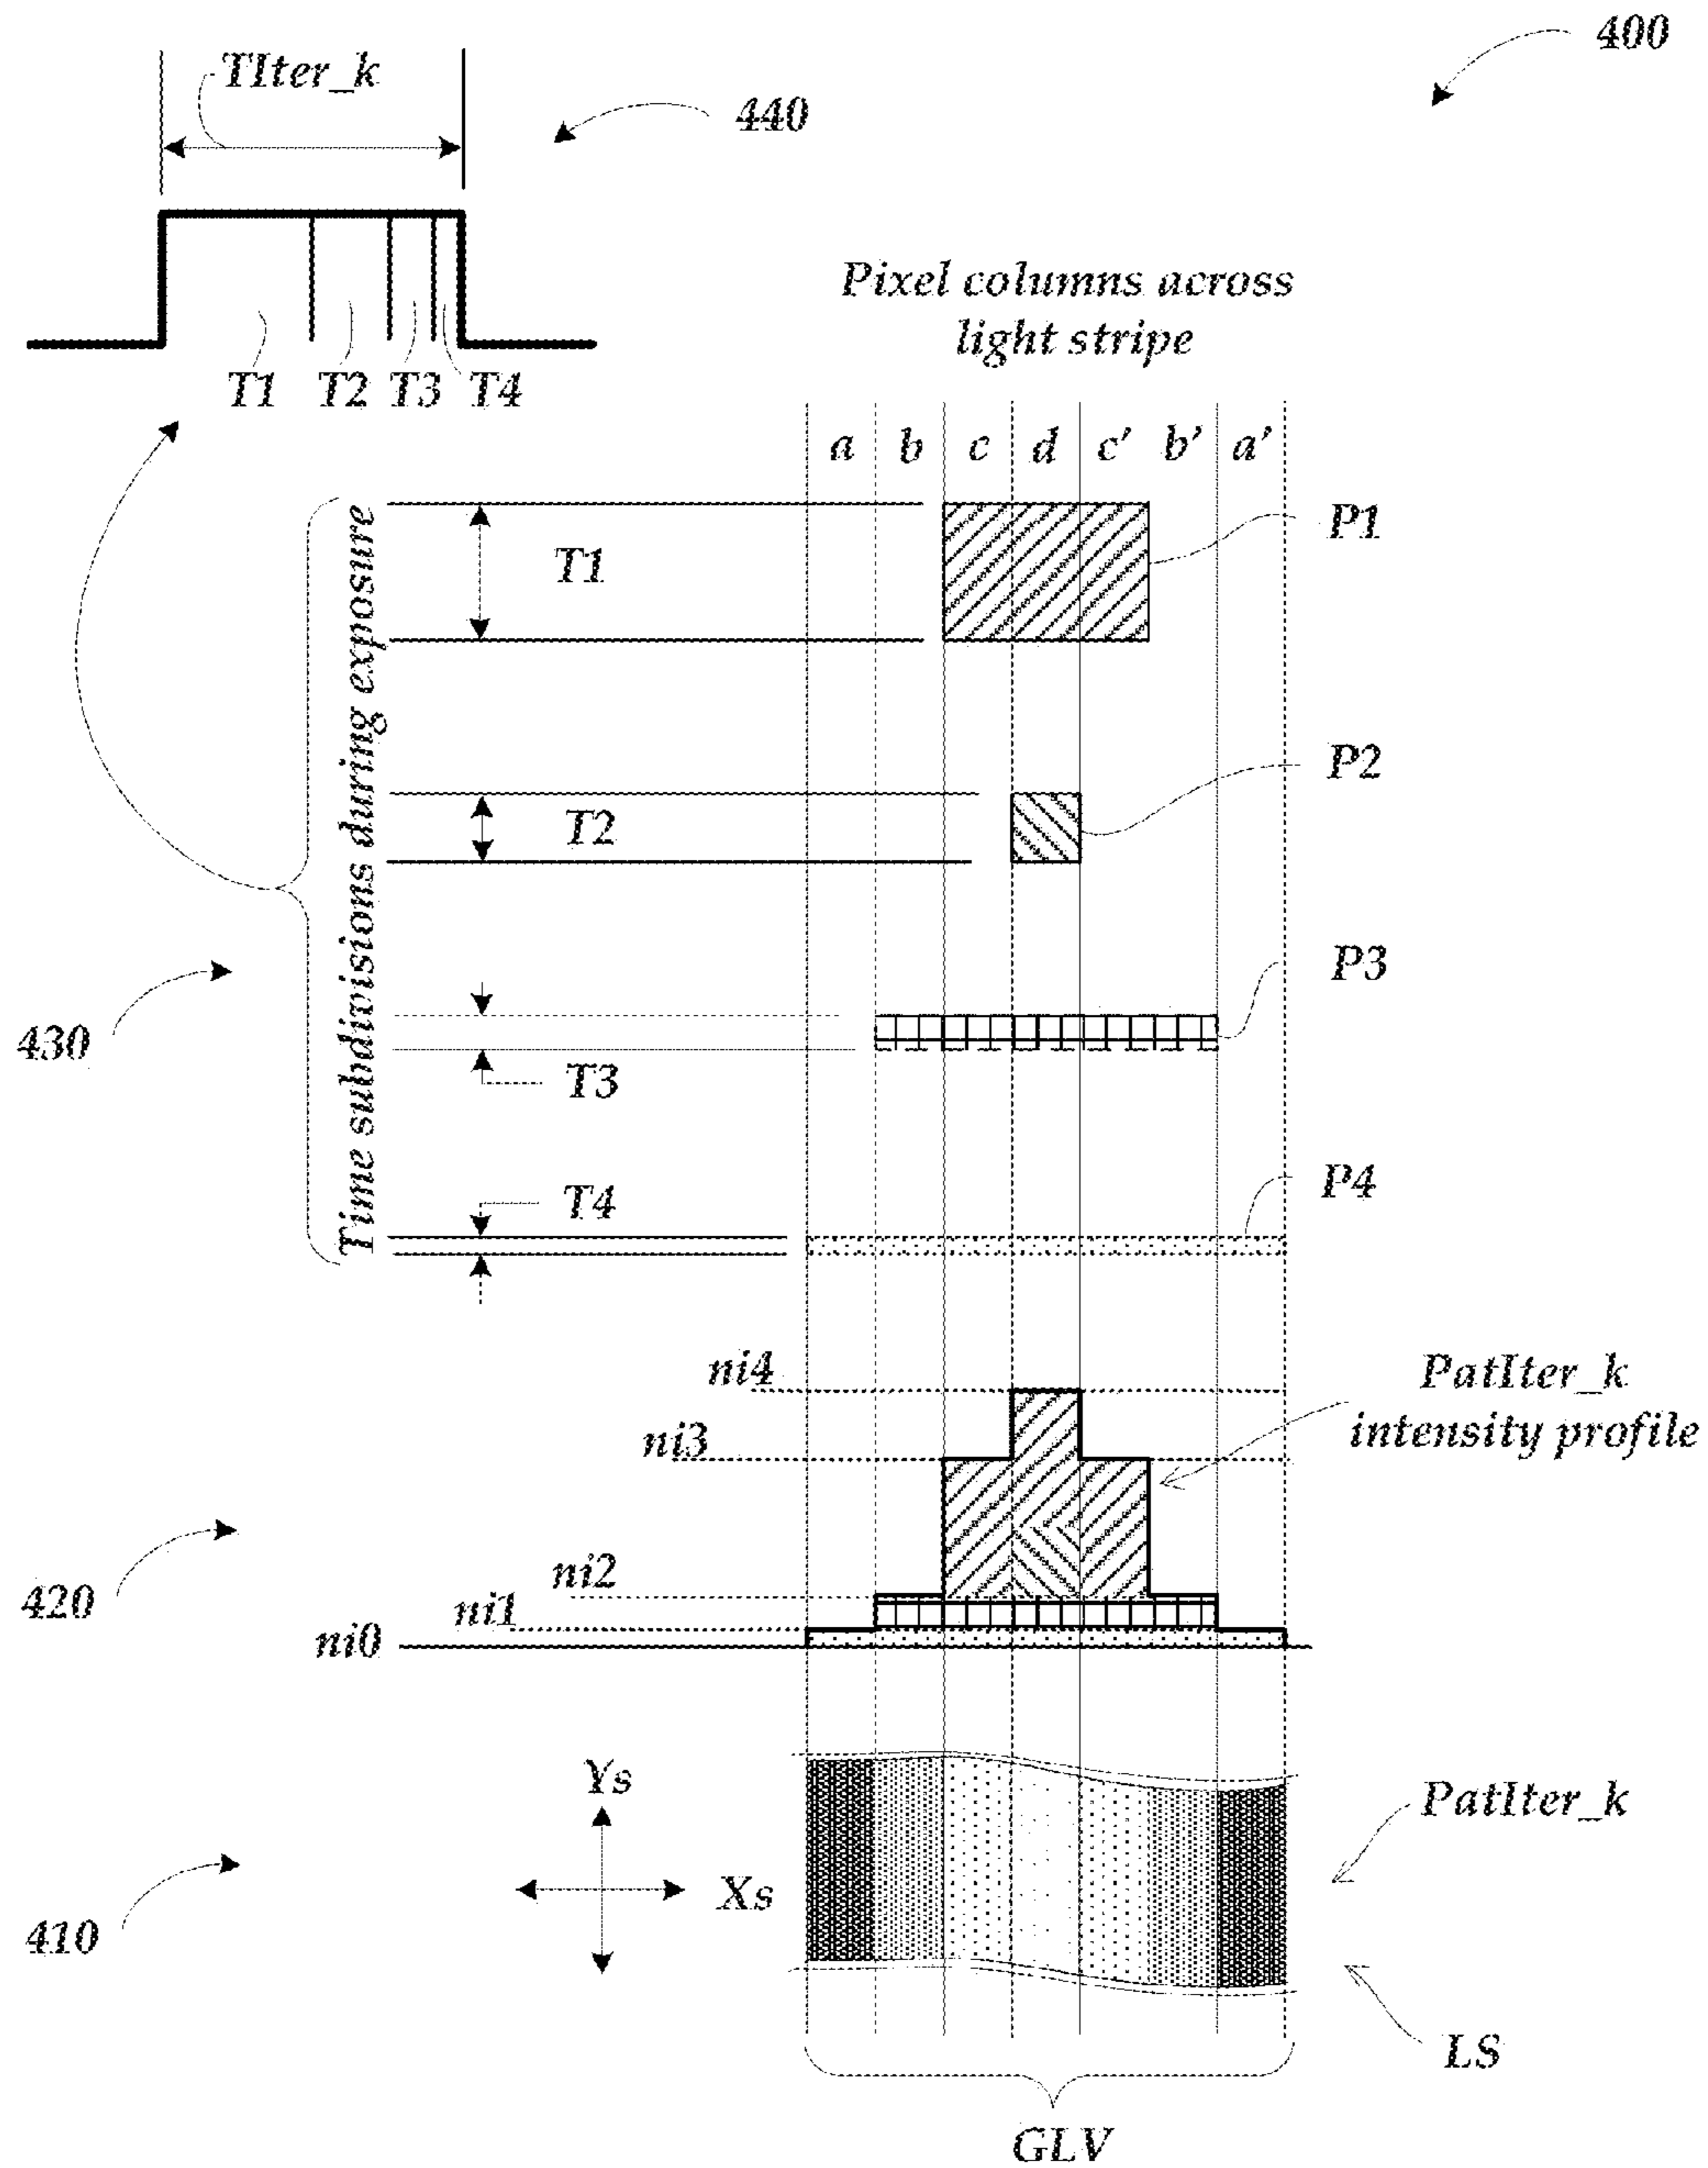 400
TIter_k
440
T1 T2 T3 T4
Pixel columns across
light stripe
a b c d c' b' a'
Time subdivisions during exposure
T1
P1
T2
P2
P3
430
T3
T4
P4
ni4
ni3
PatIter_k
intensity profile
420
ni2
ni1
ni0
Ys
Xs
PatIter_k
410
LS
GLV